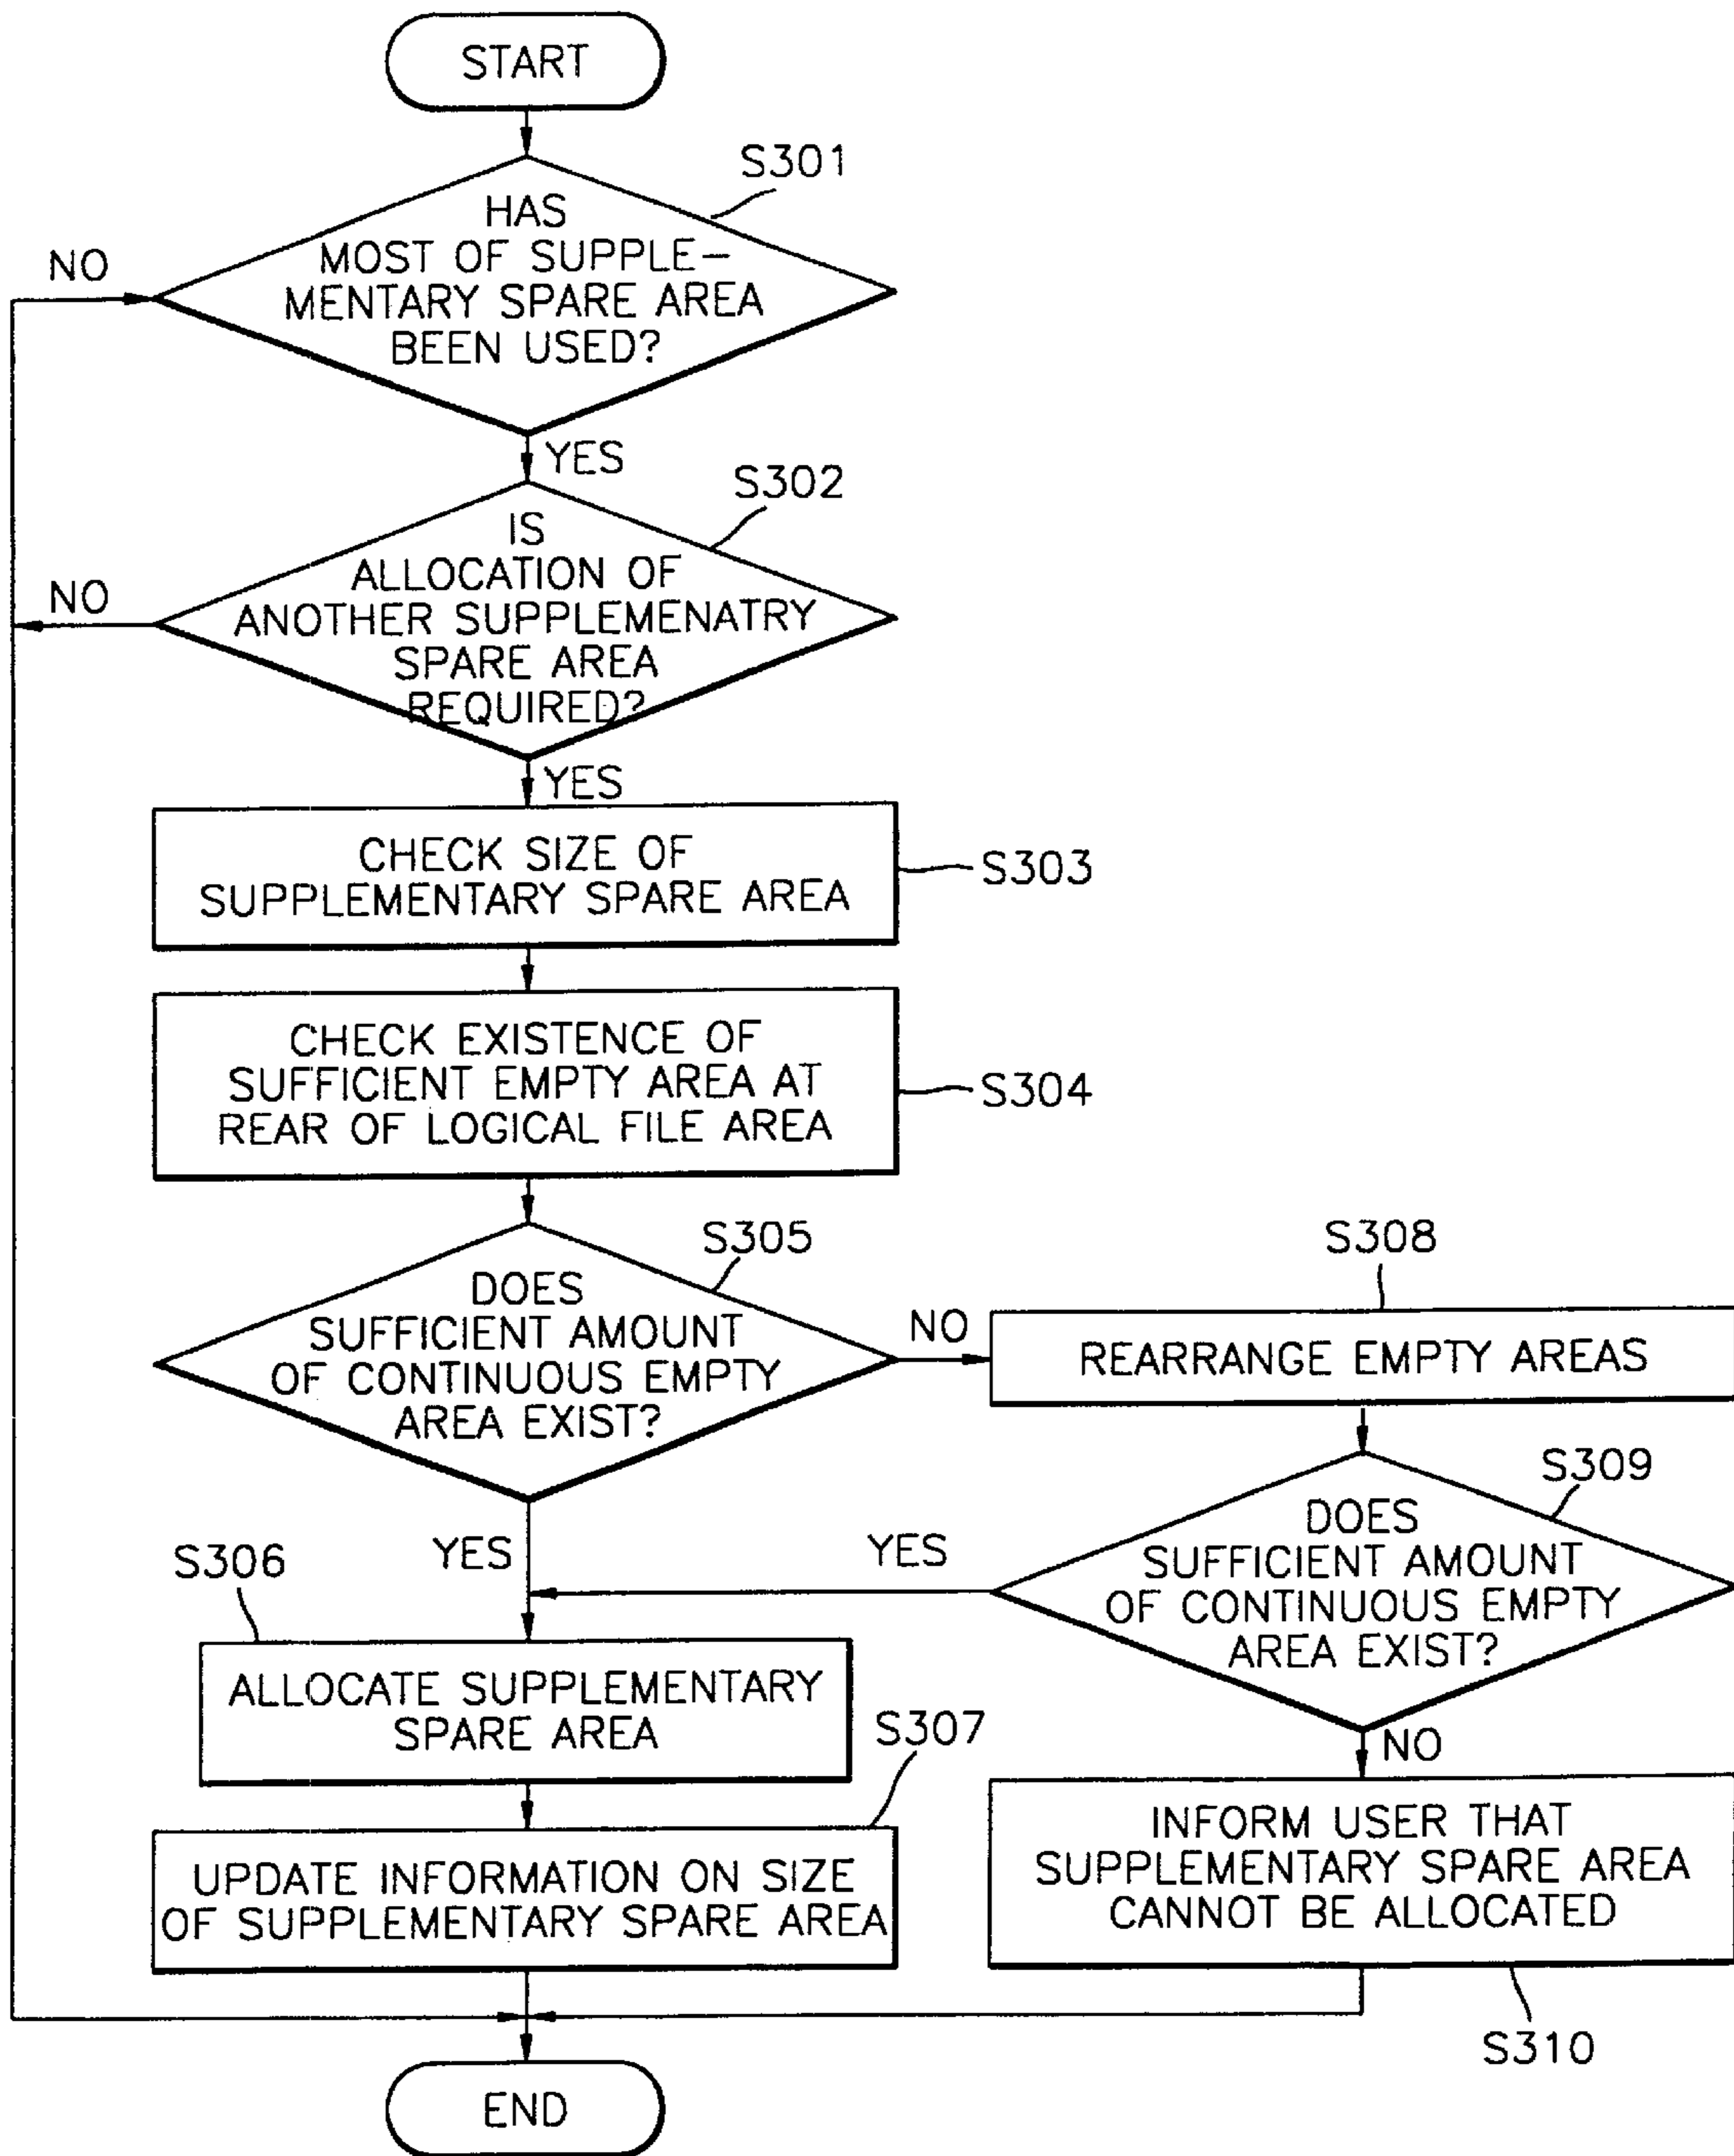 START
S301
HAS
MOST OF SUPPLE-
MENTARY SPARE AREA
BEEN USED?
NO
YES
S302
IS
ALLOCATION OF
ANOTHER SUPPLEMENATRY
SPARE AREA
REQUIRED?
NO
YES
CHECK SIZE OF
SUPPLEMENTARY SPARE AREA
S303
CHECK EXISTENCE OF
SUFFICIENT EMPTY AREA AT
REAR OF LOGICAL FILE AREA
S304
S305
DOES
SUFFICIENT AMOUNT
OF CONTINUOUS EMPTY
AREA EXIST?
NO
YES
S308
REARRANGE EMPTY AREAS
S309
DOES
SUFFICIENT AMOUNT
OF CONTINUOUS EMPTY
AREA EXIST?
YES
NO
S306
ALLOCATE SUPPLEMENTARY
SPARE AREA
S307
UPDATE INFORMATION ON SIZE
OF SUPPLEMENTARY SPARE AREA
INFORM USER THAT
SUPPLEMENTARY SPARE AREA
CANNOT BE ALLOCATED
S310
END